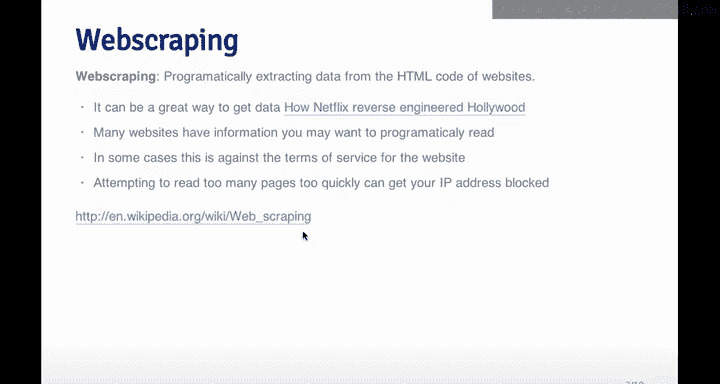 Webscraping
Webscraping: Programatically extracting data from the HTML code of websites.
· It can be a great way to get data How Netflix reverse engineered Hollywood
· Many websites have information you may want to programaticaly read
· In some cases this is against the terms of service for the website
· Attempting to read too many pages too quickly can get your IP address blocked
http://en.wikipedia.org/wiki/Web_scraping